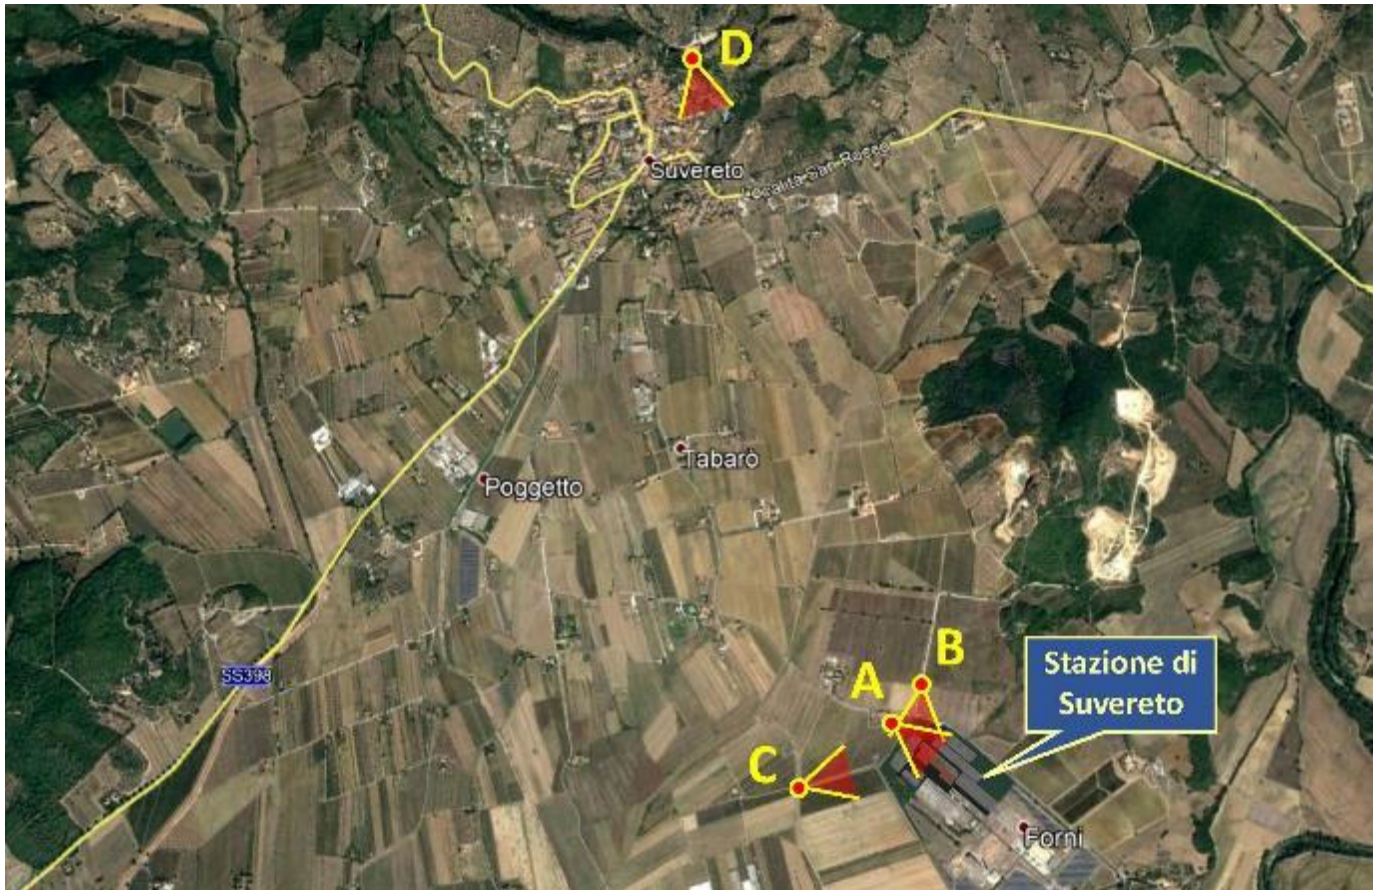 D
Suvereto
Località San Rocco
Tabarò
Poggetto
SS398
B
A
Stazione di
Suvereto
C
Forni